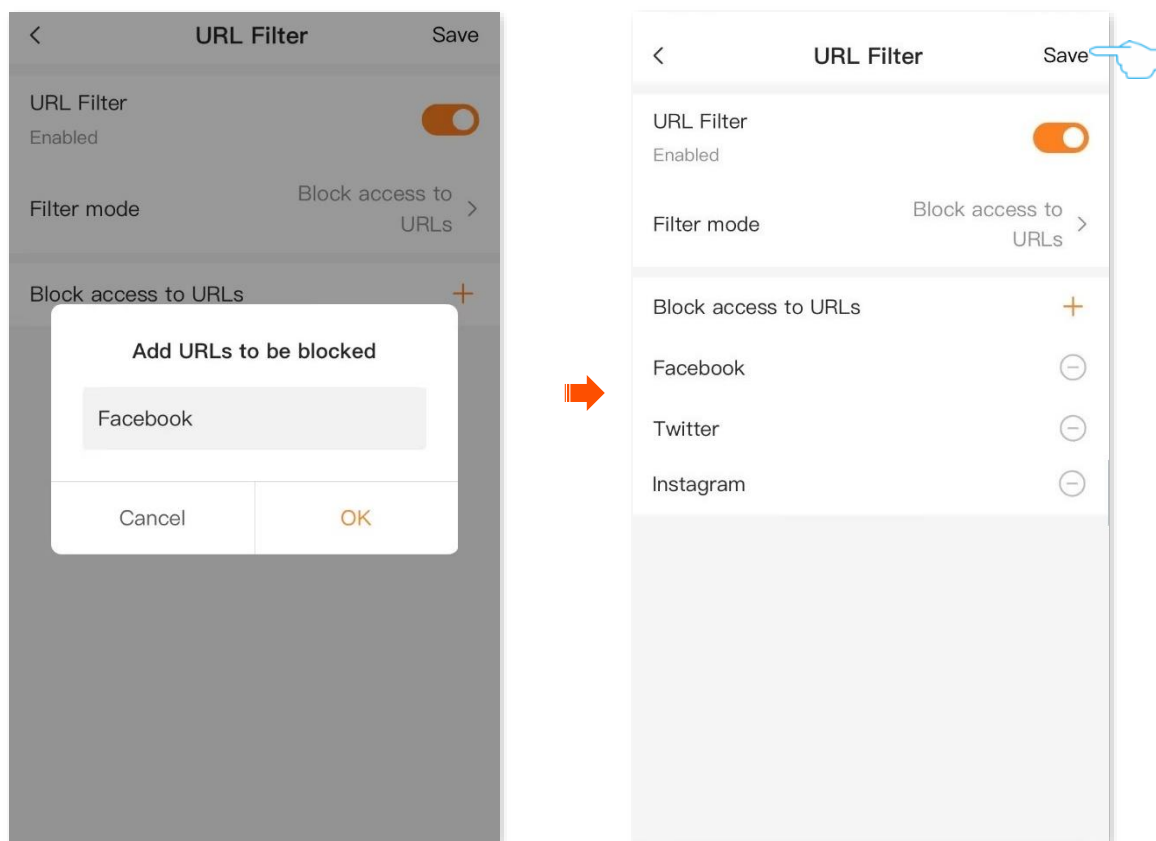 URL Filter Save
URL Filter
Enabled
Filter mode
Block access to
URLs
Block access to URLs
Add URLs to be blocked
Facebook
Cancel OK
URL Filter Save
URL Filter
Enabled
Filter mode
Block access to
URLs
Block access to URLs
Facebook
Twitter
Instagram